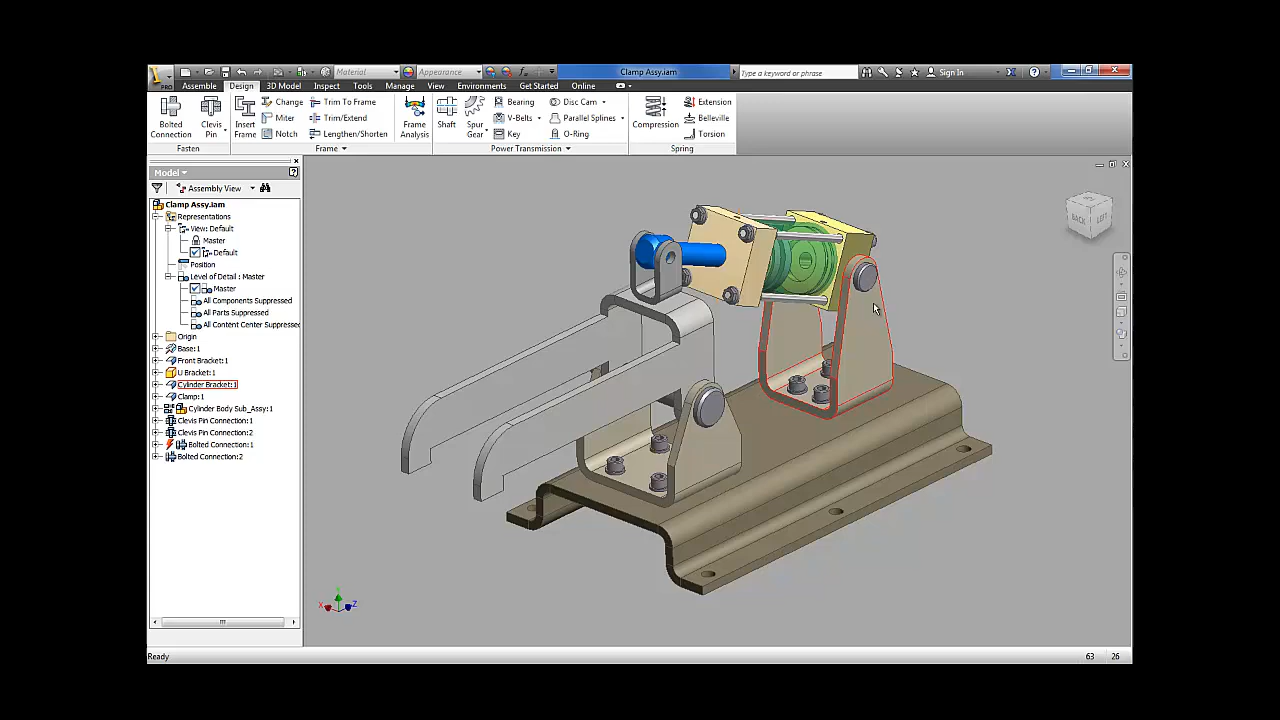 Material
Appearance
Clamp Assy.iam
Type a keyword or phrase
Sign In
PRO
Assemble Design 3D Model Inspect Tools Manage View Environments Get Started Online
Bolted Connection
Clevis Pin
Insert Frame
Change
Miter
Notch
Trim To Frame
Trim/Extend
Lengthen/Shorten
Frame Analysis
Shaft
Spur Gear
Bearing
V-Belts
Key
Disc Cam
Parallel Splines
O-Ring
Compression
Extension
Belleville
Torsion
Fasten
Frame
Power Transmission
Spring
Model
Assembly View
Clamp Assy.iam
Representations
View: Default
Master
Default
Position
Level of Detail : Master
Master
All Components Suppressed
All Parts Suppressed
All Content Center Suppresse
Origin
Base:1
Front Bracket:1
U Bracket:1
Cylinder Bracket:1
Clamp:1
Cylinder Body Sub_Assy:1
Clevis Pin Connection:1
Clevis Pin Connection:2
Bolted Connection:1
Bolted Connection:2
BACK
LEFT
X
Y
Z
Ready
63 26